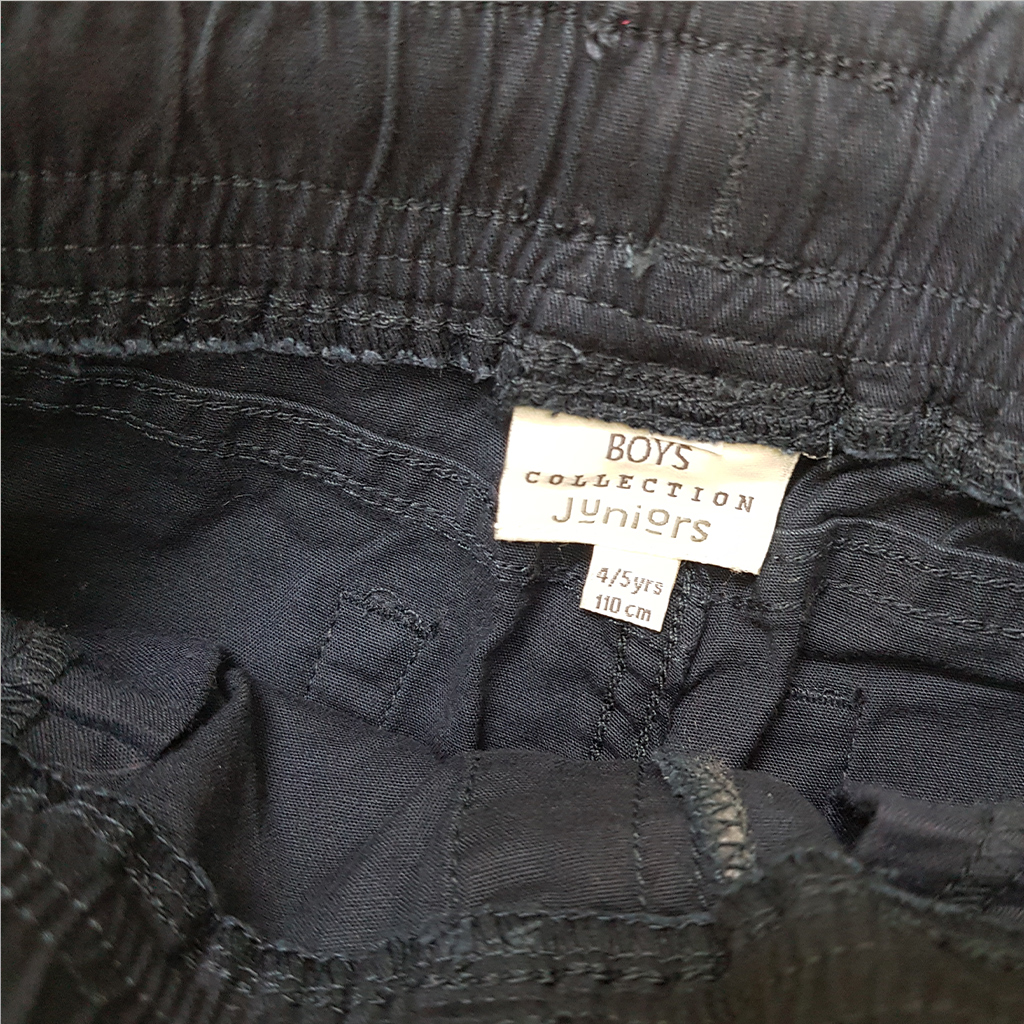 BOYS
COLLECTION
Juniors
4/5yrs
110 cm